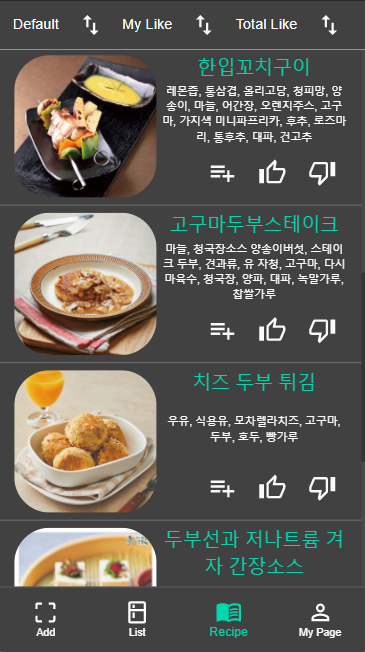 Default My Like Total Like
한입꼬치구이
레몬즙, 통삼겹, 올리고당, 청피망, 양
송이, 마늘, 어간장, 오렌지주스, 고구
마, 가지색 미니파프리카, 후추, 로즈마
리, 통후추, 대파, 건고추
고구마두부스테이크
마늘, 청국장소스 양송이버섯, 스테이
크 두부, 견과류, 유 자청, 고구마, 다시
마육수, 청국장, 양파, 대파, 녹말가루,
찹쌀가루
치즈 두부 튀김
우유, 식용유, 모차렐라치즈, 고구마,
두부, 호두, 빵가루
두부선과 저나트륨 겨
자 간장소스
Add List Recipe My Page